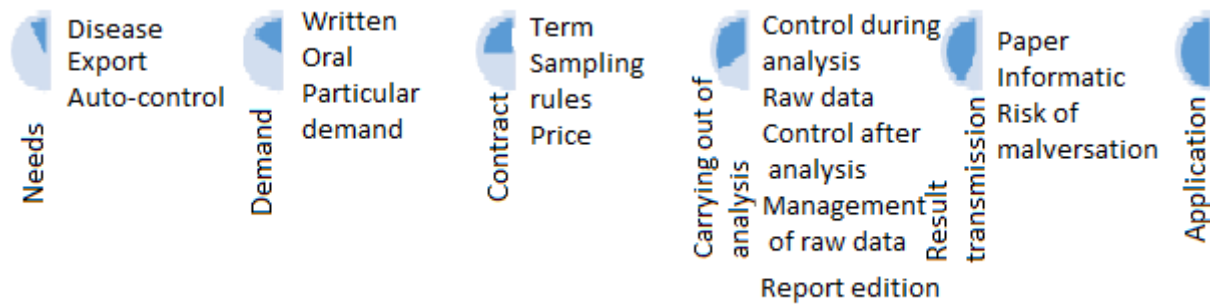 Needs
Disease
Export
Auto-control
Demand
Written
Oral
Particular
demand
Contract
Term
Sampling
rules
Price
Carrying out of
analysis
Control during
analysis
Raw data
Control after
analysis
Management
of raw data
Report edition
Result
transmission
Paper
Informatic
Risk of
malversation
Application